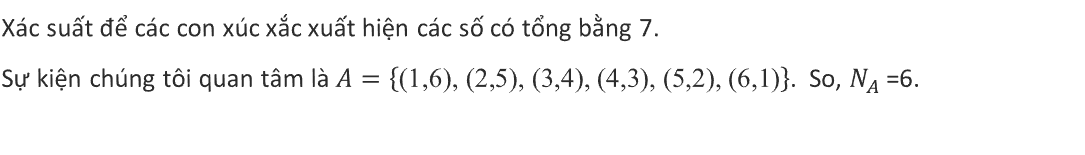 Xác suất để các con xúc xắc xuất hiện các số có tổng bằng 7.
Sự kiện chúng tôi quan tâm là A = {(1,6), (2,5), (3,4), (4,3), (5,2), (6,1)}. So, N_A =6.